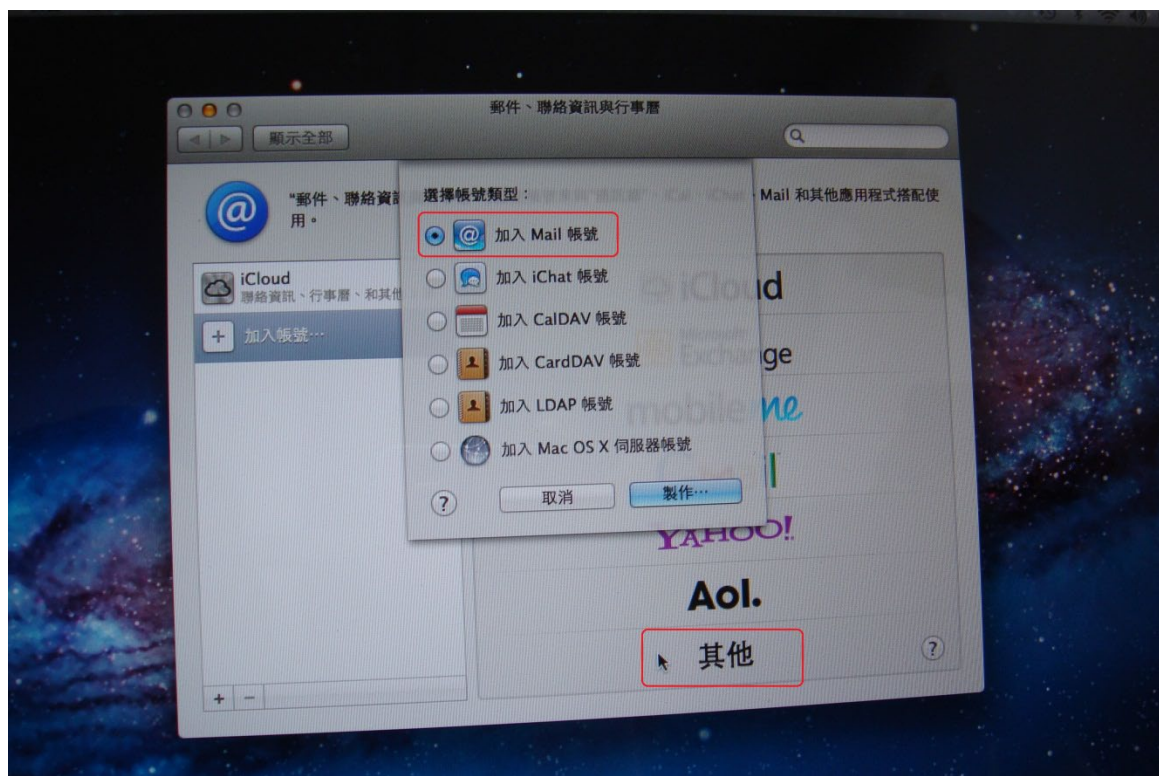 郵件、聯絡資訊與行事曆
顯示全部
"郵件、聯絡資訊
Mail 和其他應用程式搭配使
用。
選擇帳號類型：
加入 Mail 帳號
加入 iChat 帳號
加入 CalDAV 帳號
加入 CardDAV 帳號
加入 LDAP 帳號
加入 Mac OS X 伺服器帳號
?
取消
製作…
iCloud
聯絡資訊、行事曆、和其他
+ 加入帳號…
iCloud
Exchange
mobileme
YAHOO!
Aol.
其他
?
+ −